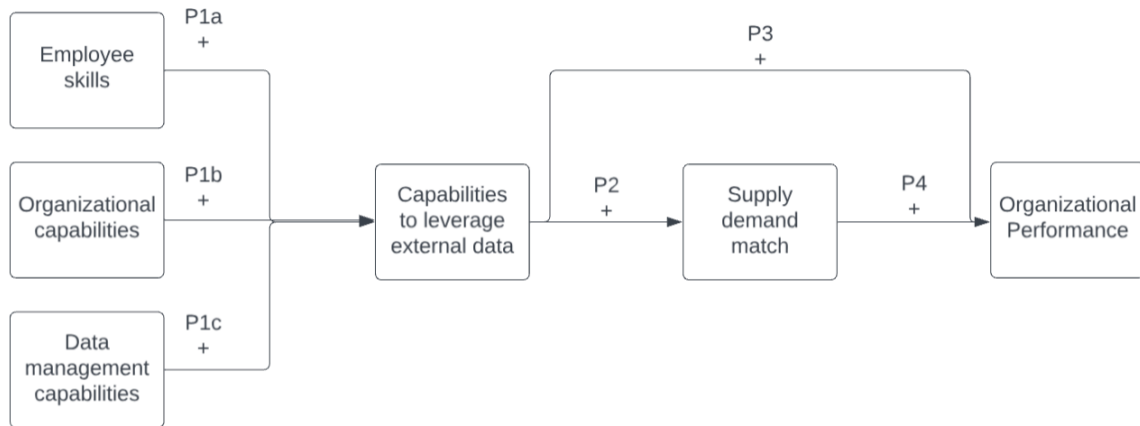 P1a
+
Employee
skills
P3
+
P1b
+
Organizational
capabilities
Capabilities
to leverage
external data
P2
+
Supply
demand
match
P4
+
Organizational
Performance
P1c
+
Data
management
capabilities